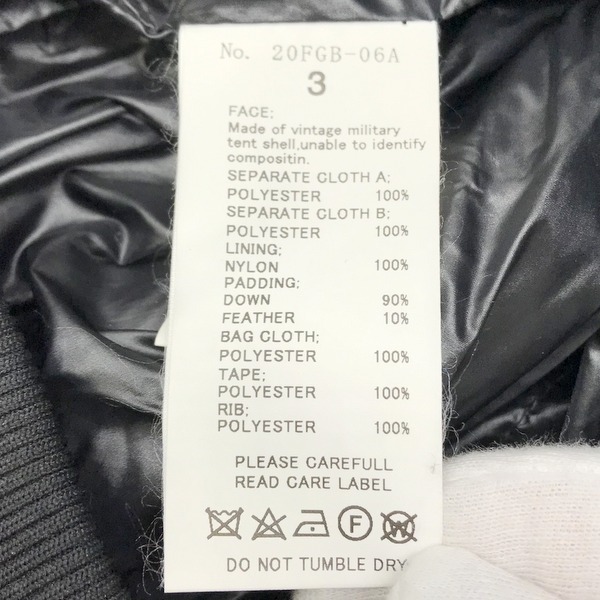 No. 20FGB-06A
3
FACE;
Made of vintage military
tent shell,unable to identify
compositin.
SEPARATE CLOTH A;
POLYESTER 100%
SEPARATE CLOTH B;
POLYESTER 100%
LINING;
NYLON 100%
PADDING;
DOWN 90%
FEATHER 10%
BAG CLOTH;
POLYESTER 100%
TAPE;
POLYESTER 100%
RIB;
POLYESTER 100%
PLEASE CAREFULL
READ CARE LABEL
F W
DO NOT TUMBLE DRY